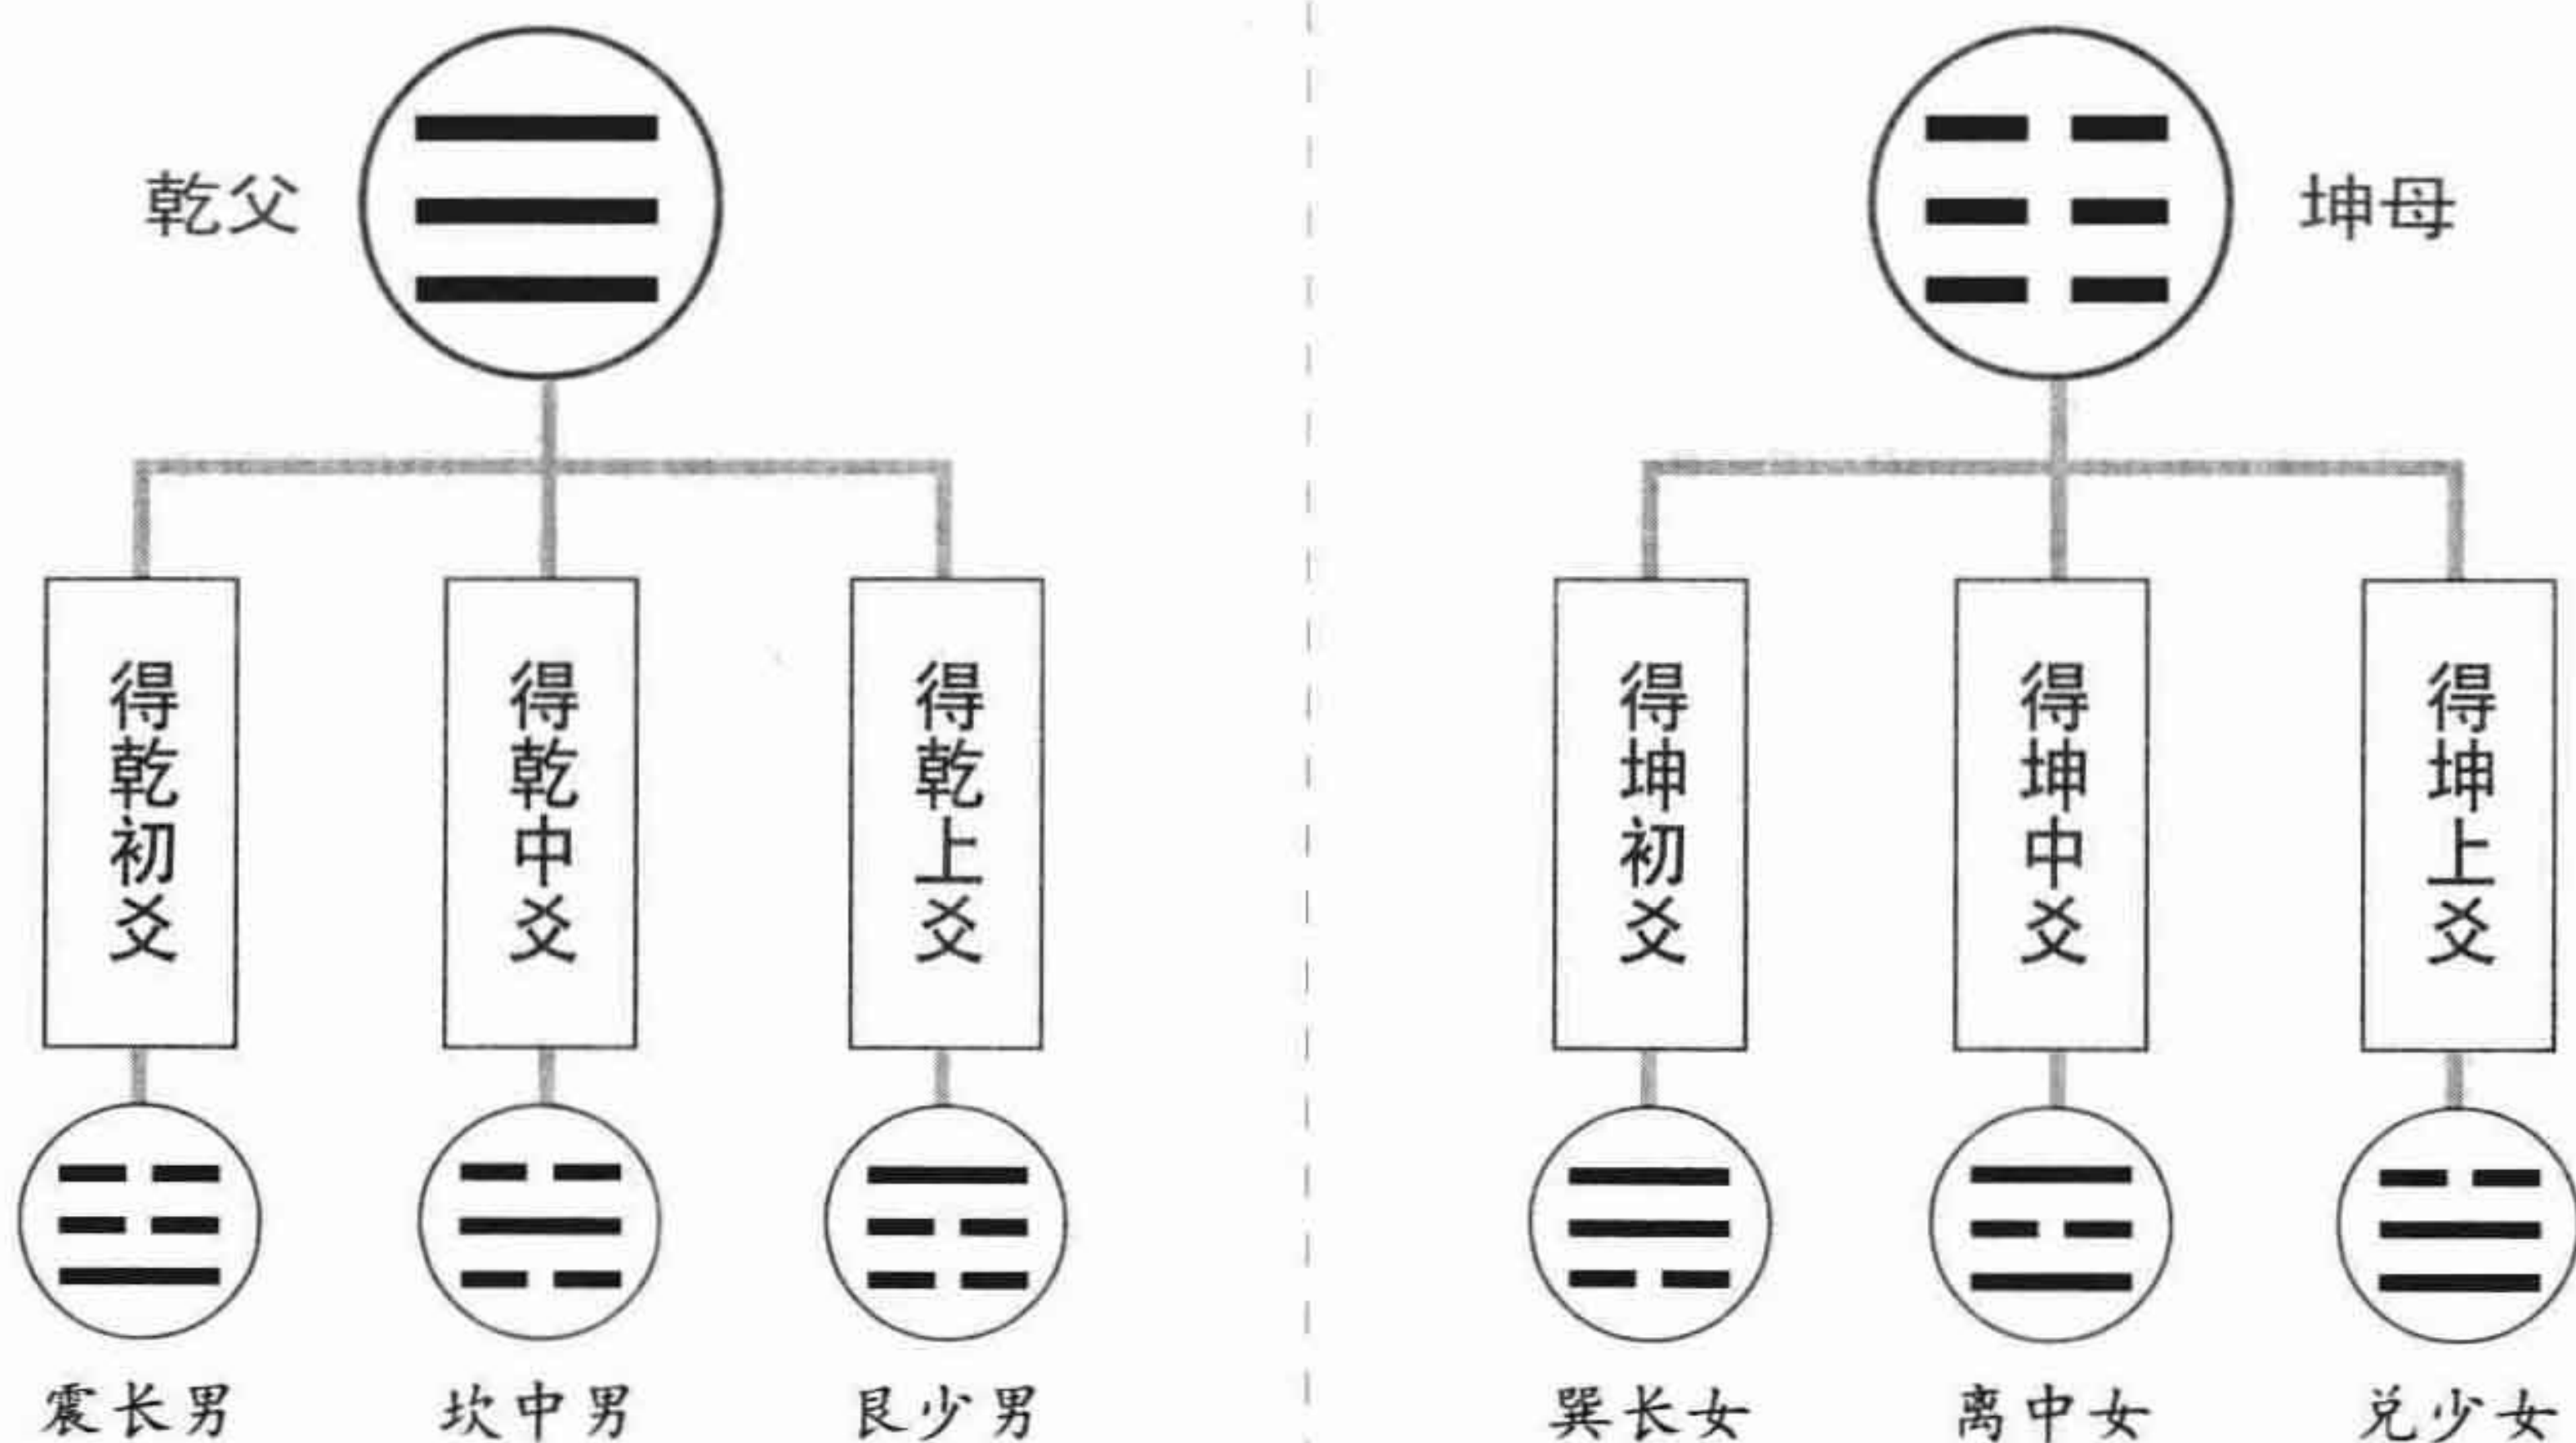 乾父
坤母
得乾初爻
得乾中爻
得乾上爻
得坤初爻
得坤中爻
得坤上爻
震长男
坎中男
艮少男
巽长女
离中女
兑少女